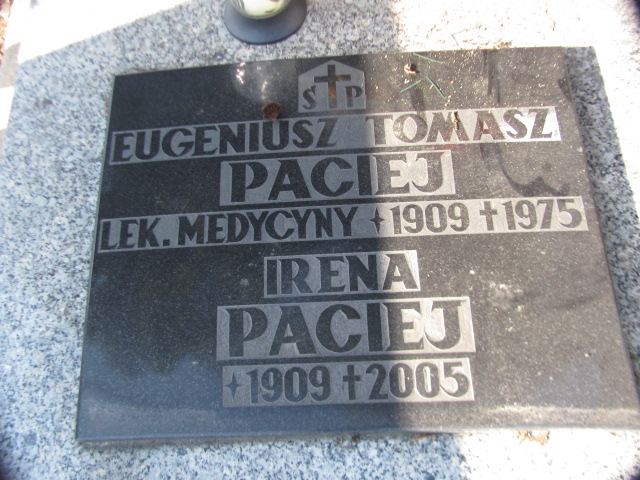 S P
EUGENIUSZ TOMASZ
PACIEJ
LEK. MEDYCYNY ✦1909 ✝1975
IRENA
PACIEJ
✦1909 ✝2005